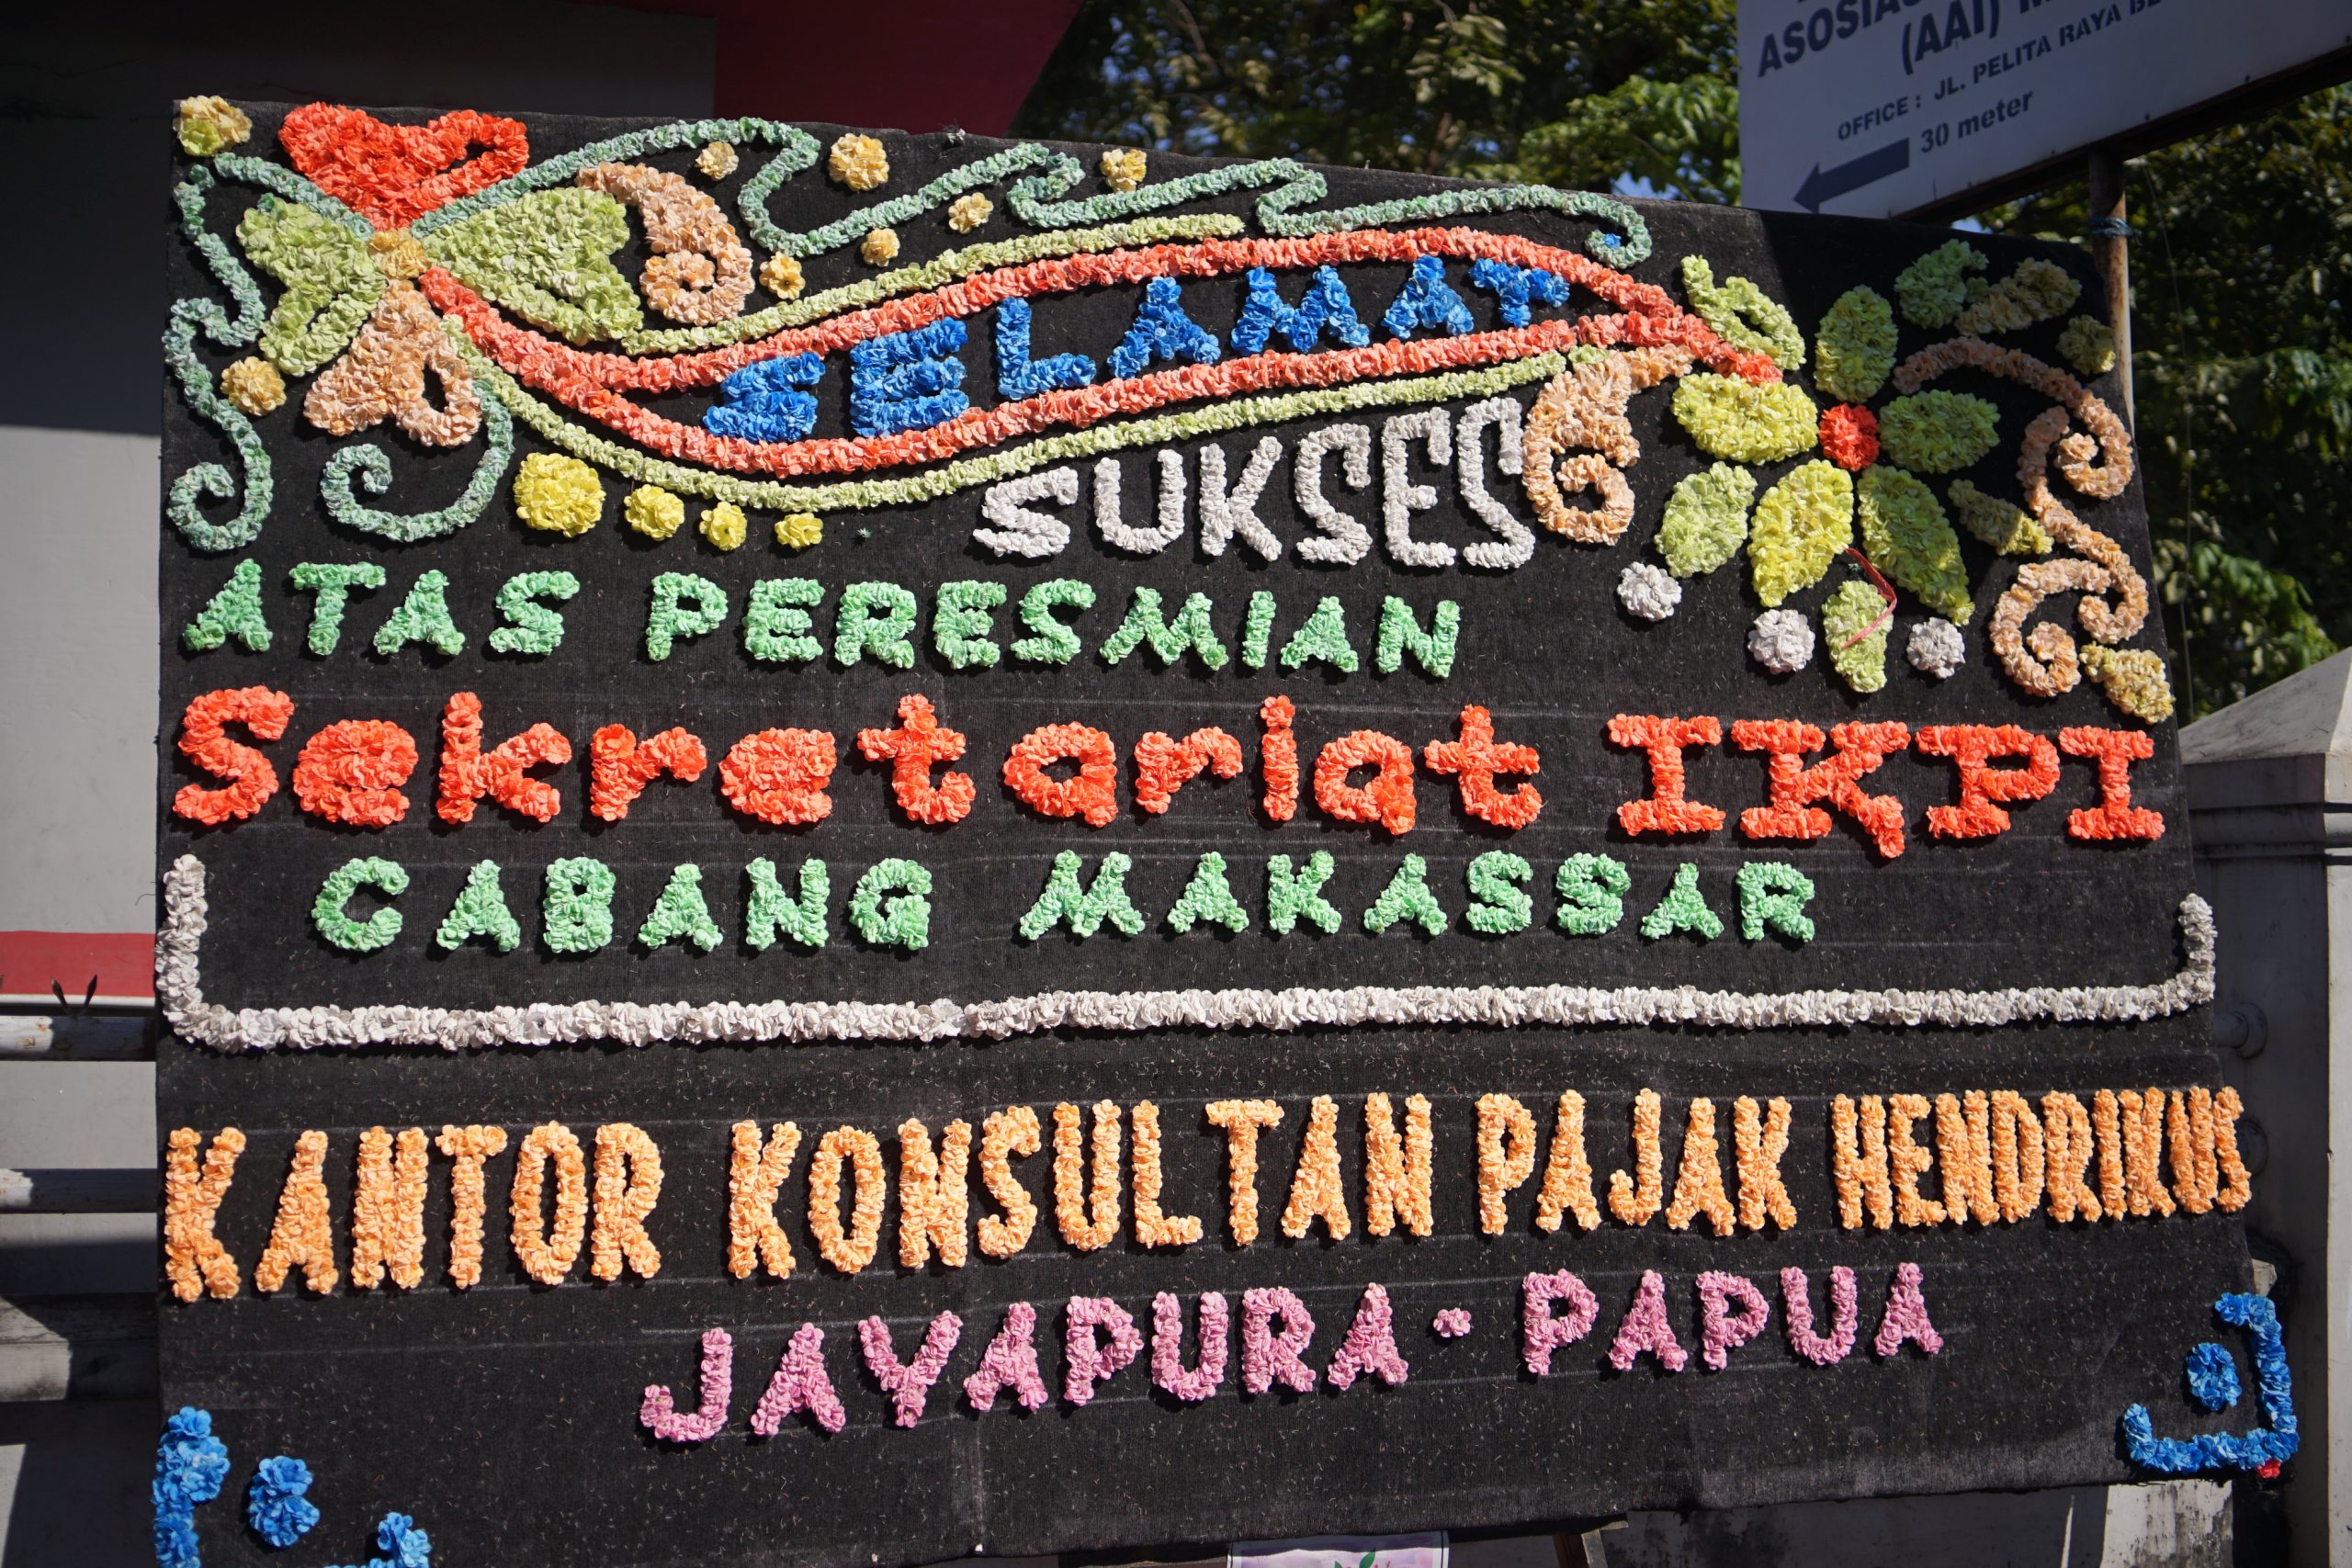 (AAI)
OFFICE : JL. PELITA RAYA
30 meter
SELAMAT
SUKSES
ATAS PERESMIAN
Sekretariat IKPI
CABANG MAKASSAR
KANTOR KONSULTAN PAJAK HENDRIKUS
JAYAPURA - PAPUA